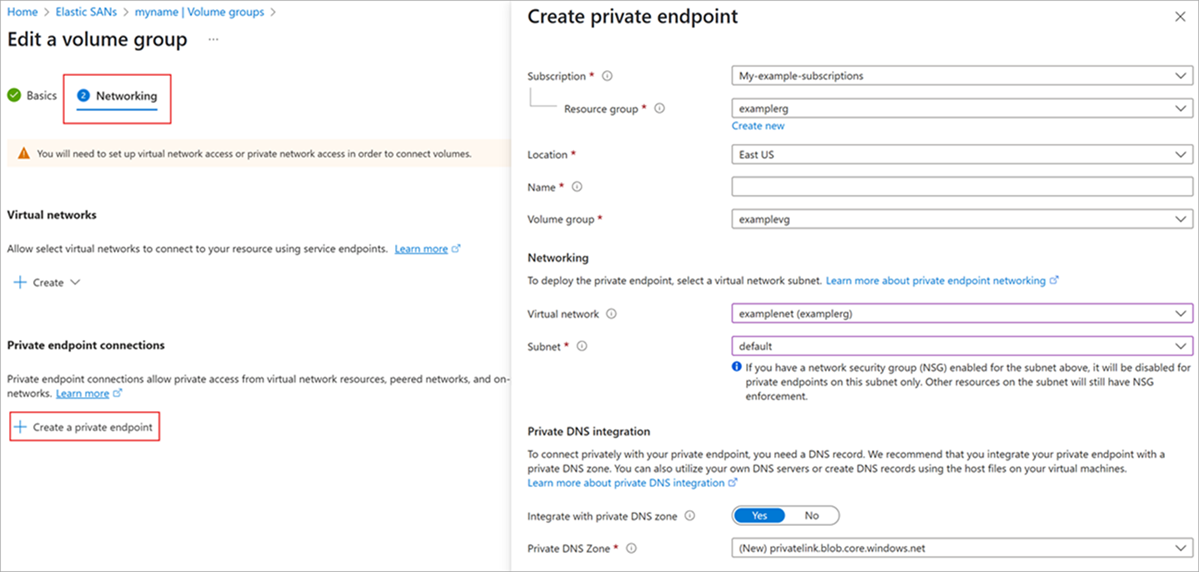 Home > Elastic SANs > myname | Volume groups >
Edit a volume group ...
Basics
2 Networking
You will need to set up virtual network access or private network access in order to connect volumes.
Virtual networks
Allow select virtual networks to connect to your resource using service endpoints. Learn more
+ Create
Private endpoint connections
Private endpoint connections allow private access from virtual network resources, peered networks, and on-
networks. Learn more
+ Create a private endpoint
Create private endpoint
Subscription *
My-example-subscriptions
Resource group *
examplerg
Create new
Location *
East US
Name *
Volume group *
examplevg
Networking
To deploy the private endpoint, select a virtual network subnet. Learn more about private endpoint networking
Virtual network
examplenet (examplerg)
Subnet *
default
If you have a network security group (NSG) enabled for the subnet above, it will be disabled for
private endpoints on this subnet only. Other resources on the subnet will still have NSG
enforcement.
Private DNS integration
To connect privately with your private endpoint, you need a DNS record. We recommend that you integrate your private endpoint with a
private DNS zone. You can also utilize your own DNS servers or create DNS records using the host files on your virtual machines.
Learn more about private DNS integration
Integrate with private DNS zone
Yes No
Private DNS Zone *
(New) privatelink.blob.core.windows.net